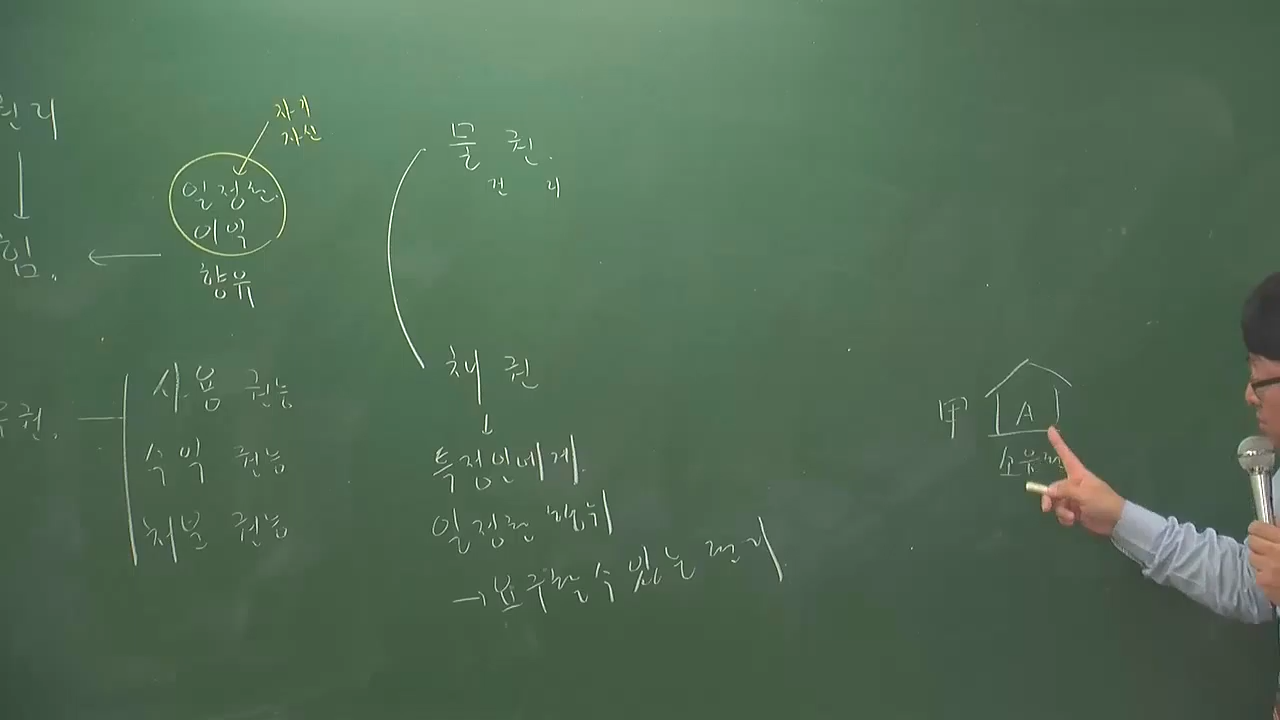 권리
힘.
자기
자신
일정한
이익
향유
유권.
사용 권능
수익 권능
처분 권능
물권.
권리
채권
특정인에게
일정한 행위
→ 요구할 수 있는 권리
甲
A
소유권